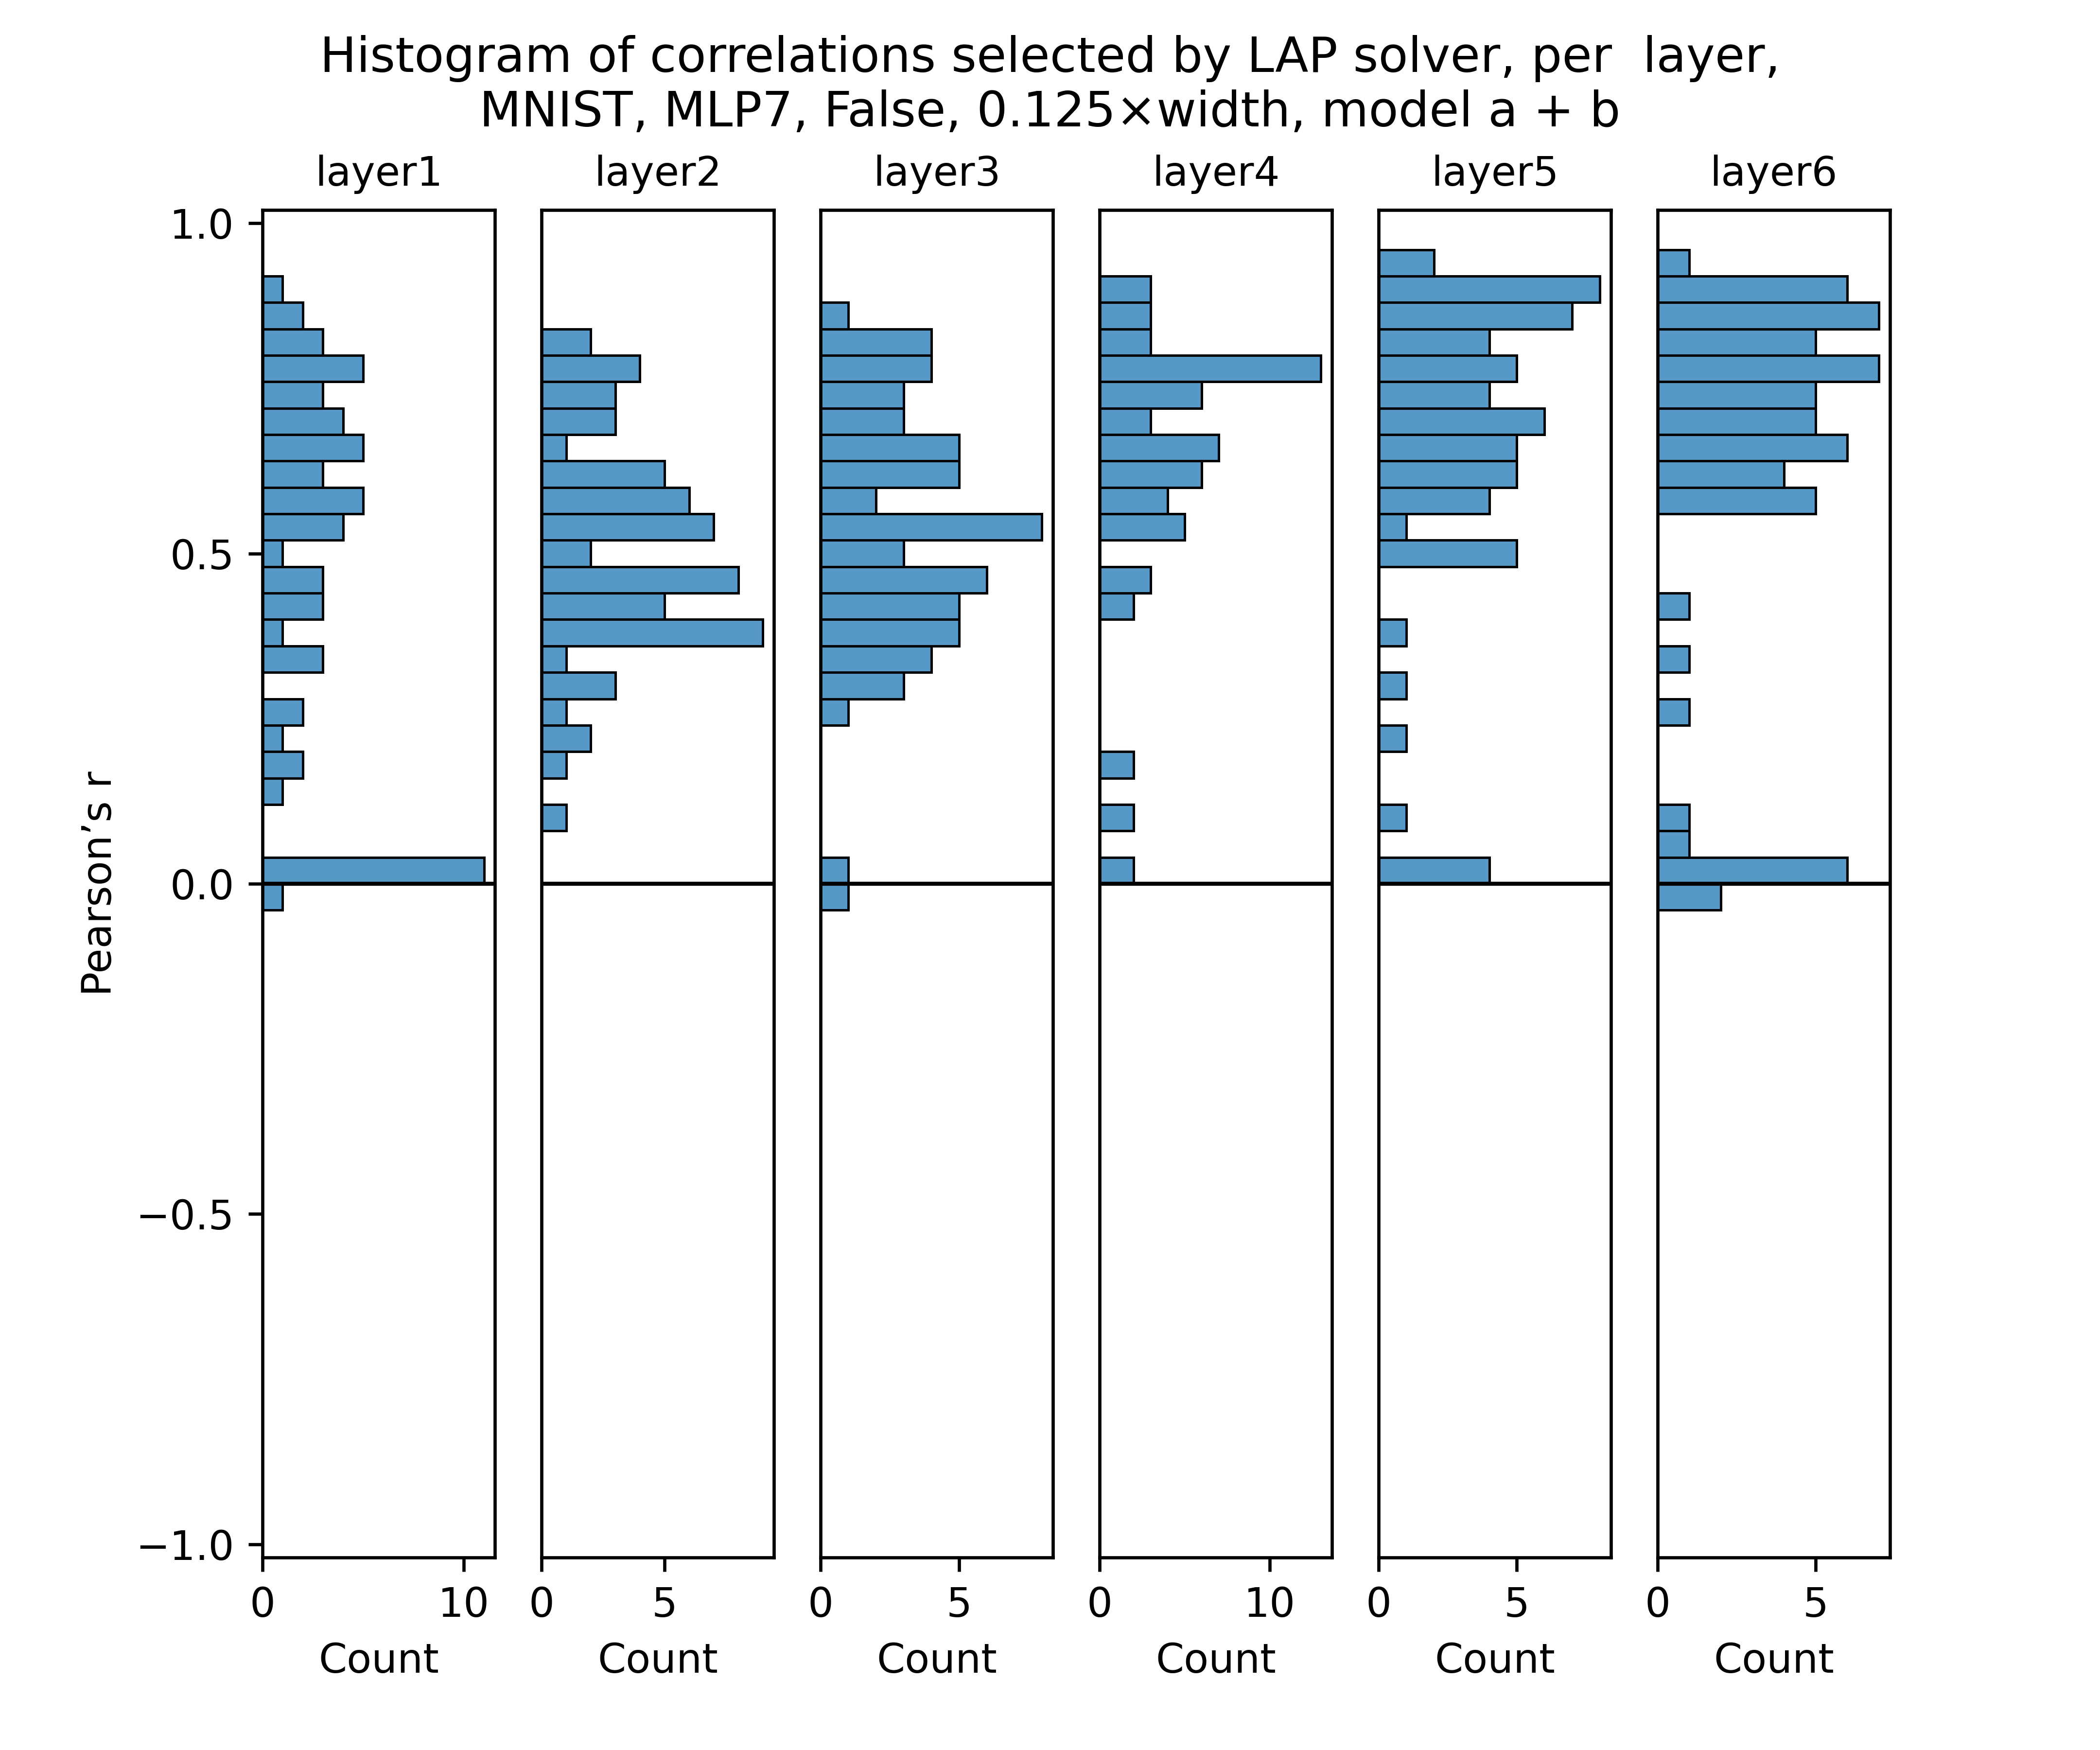 Histogram of correlations selected by LAP solver, per  layer,
MNIST, MLP7, False, 0.125×width, model a + b
layer1 layer2 layer3 layer4 layer5 layer6
1.0
0.5
0.0
−0.5
−1.0
Pearson’s r
0 10 0 5 0 5 0 10 0 5 0 5
Count Count Count Count Count Count